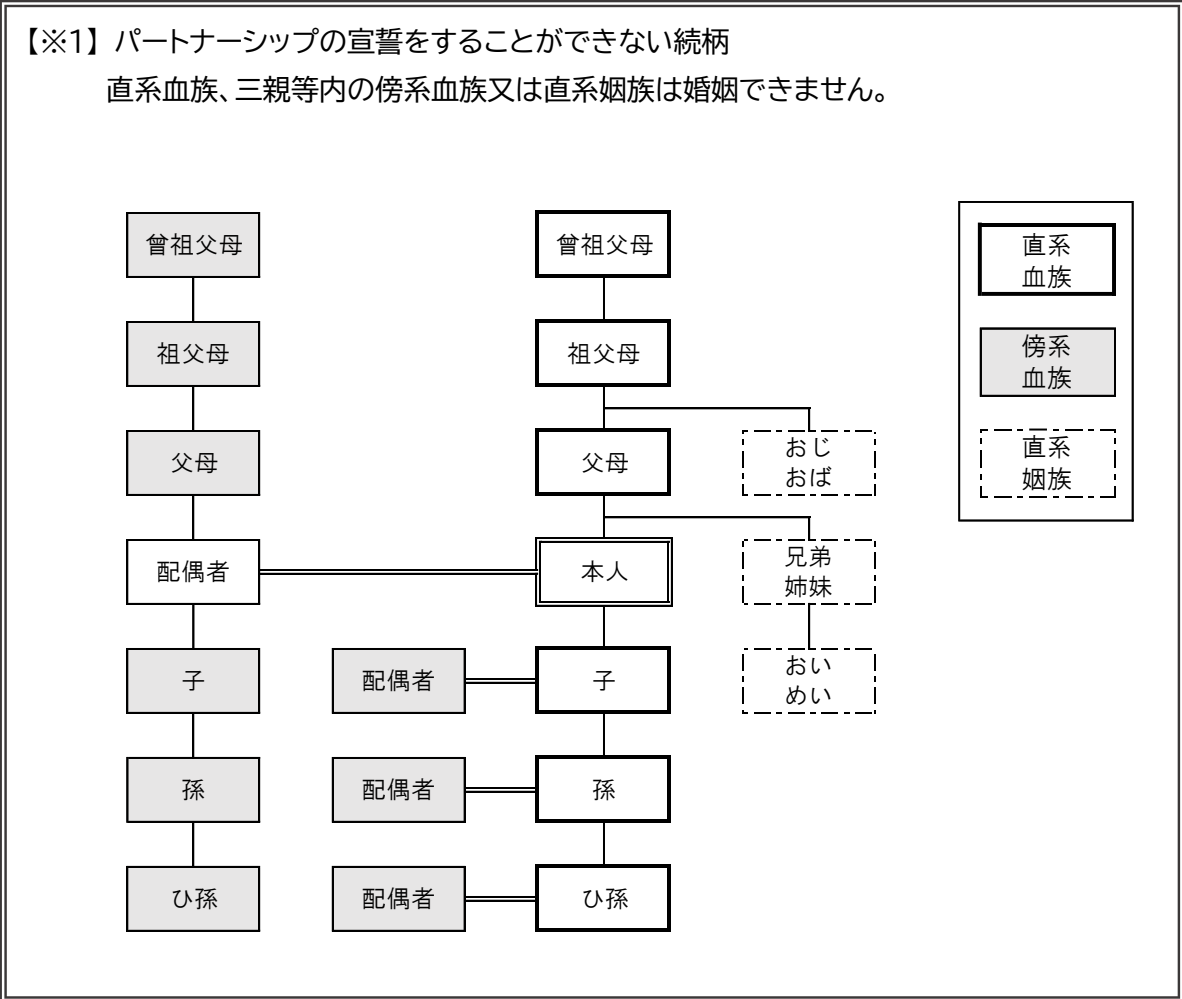 【※1】パートナーシップの宣誓をすることができない続柄
直系血族、三親等内の傍系血族又は直系姻族は婚姻できません。
曾祖父母
曾祖父母
直系
血族
祖父母
祖父母
傍系
血族
父母
父母
おじ
おば
直系
姻族
配偶者
本人
兄弟
姉妹
子
配偶者
子
おい
めい
孫
配偶者
孫
ひ孫
配偶者
ひ孫